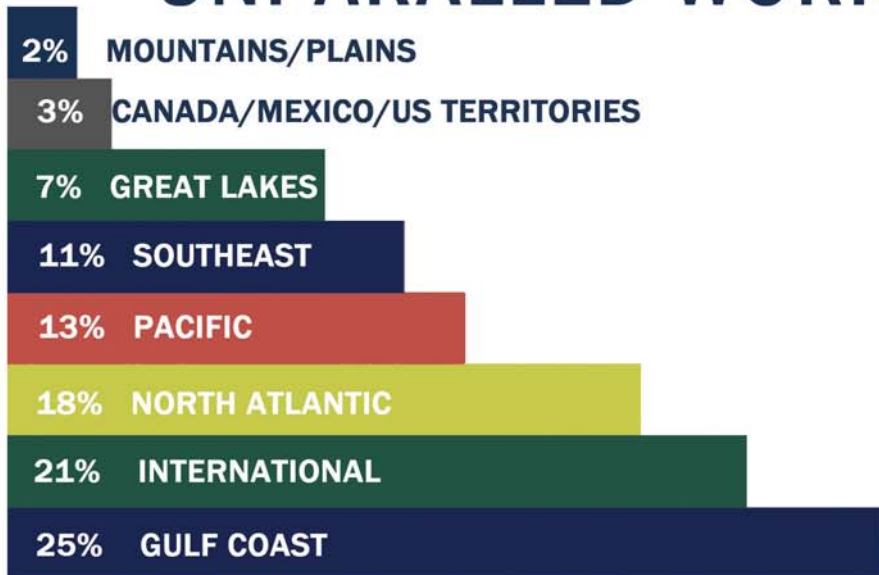 2% MOUNTAINS/PLAINS
3% CANADA/MEXICO/US TERRITORIES
7% GREAT LAKES
11% SOUTHEAST
13% PACIFIC
18% NORTH ATLANTIC
21% INTERNATIONAL
25% GULF COAST